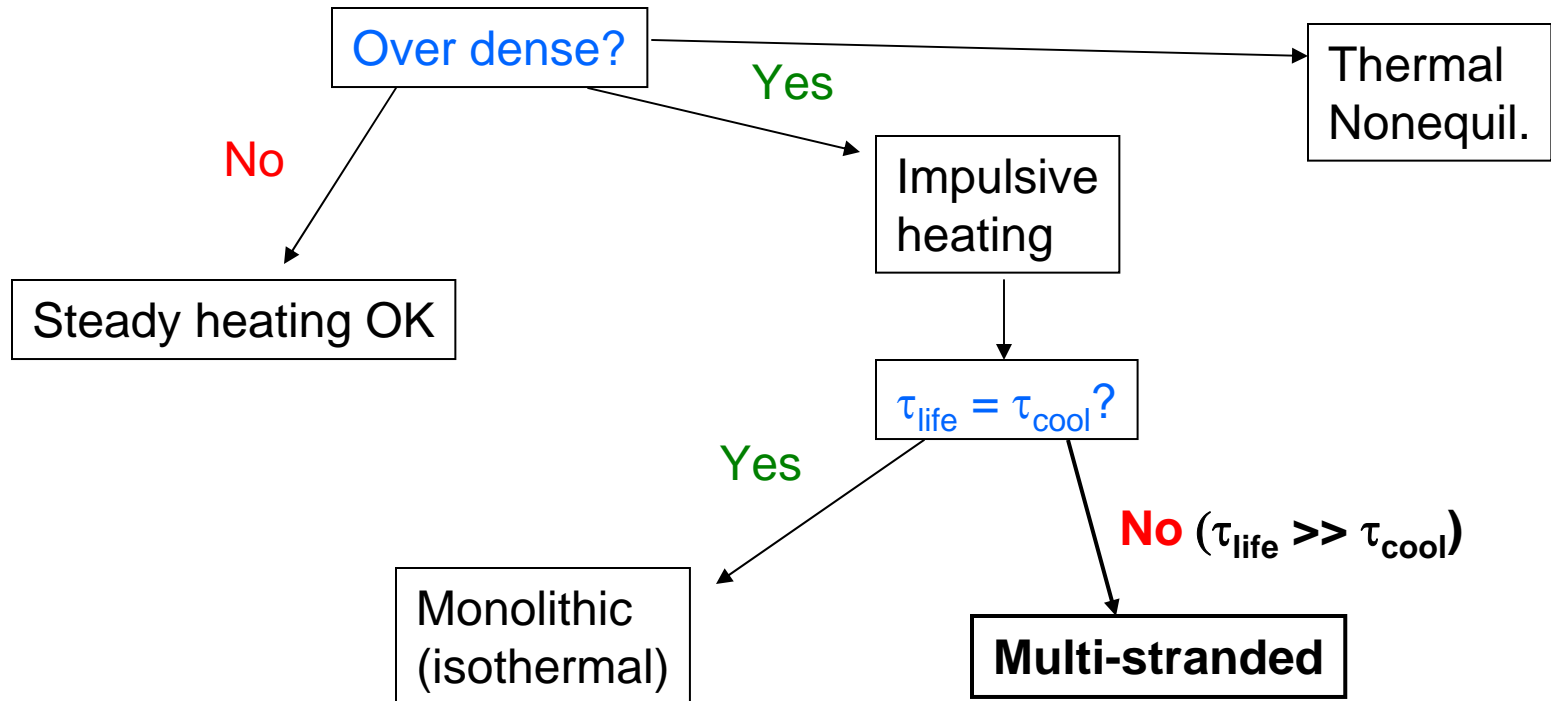 Over dense?
Thermal
Nonequil.
Yes
No
Impulsive
heating
Steady heating OK
τlife = τcool?
Yes
No (τlife >> τcool)
Monolithic
(isothermal)
Multi-stranded